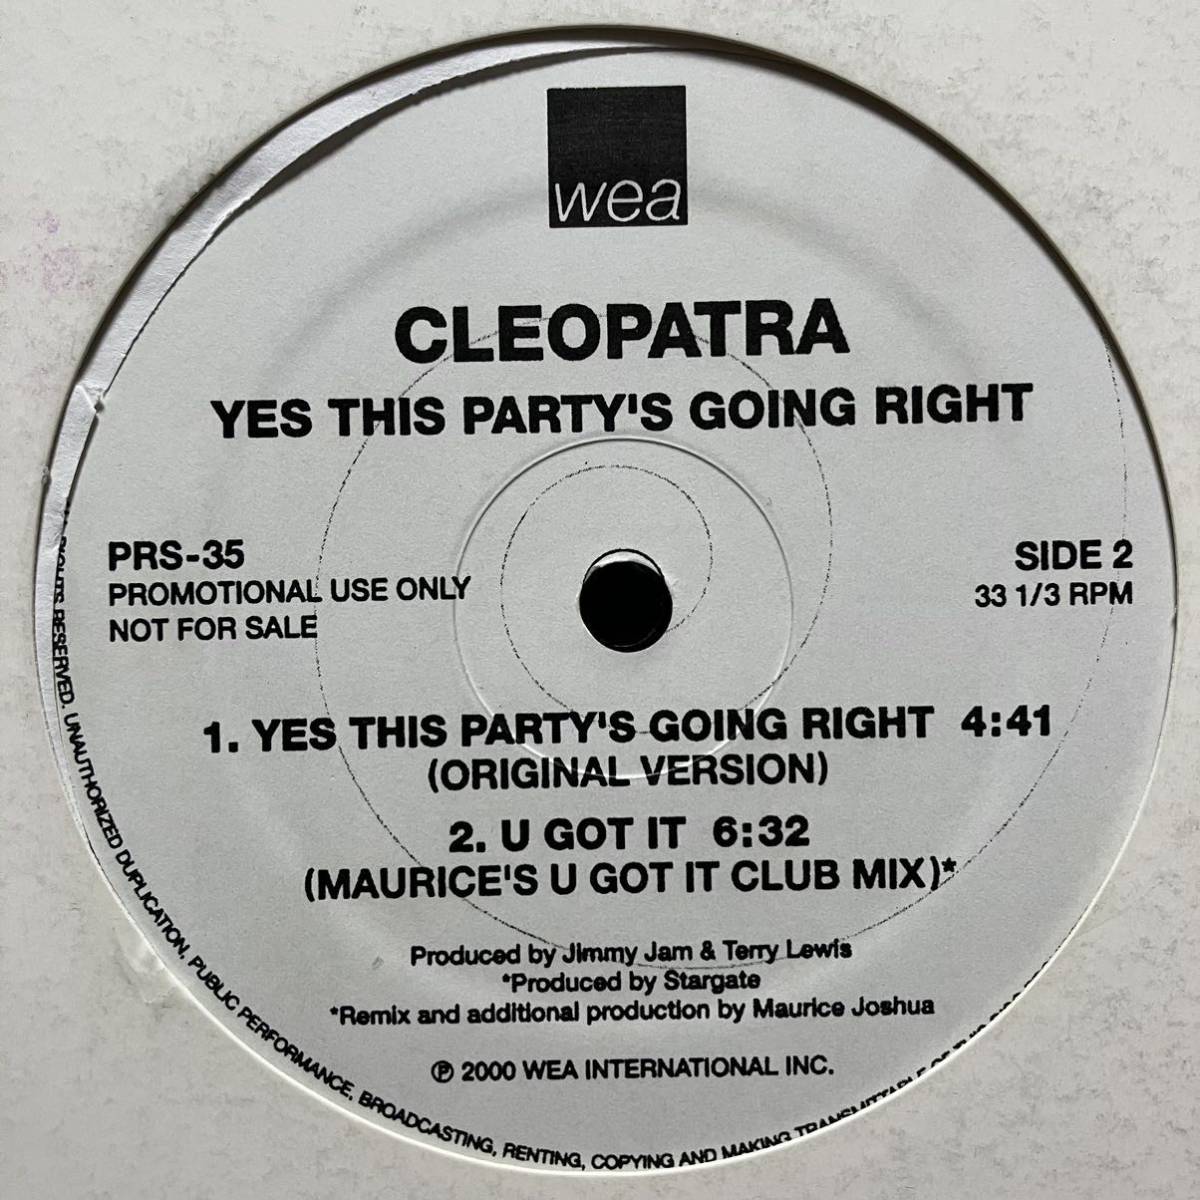 wea
CLEOPATRA
YES THIS PARTY'S GOING RIGHT
PRS-35
PROMOTIONAL USE ONLY
NOT FOR SALE
SIDE 2
33 1/3 RPM
1. YES THIS PARTY'S GOING RIGHT 4:41
(ORIGINAL VERSION)
2. U GOT IT 6:32
(MAURICE'S U GOT IT CLUB MIX)*
Produced by Jimmy Jam & Terry Lewis
*Produced by Stargate
*Remix and additional production by Maurice Joshua
℗ 2000 WEA INTERNATIONAL INC.
RIGHTS RESERVED. UNAUTHORIZED DUPLICATION, PUBLIC PERFORMANCE, BROADCASTING, RENTING, COPYING AND MAKING TRANSMITTABLE OF THIS